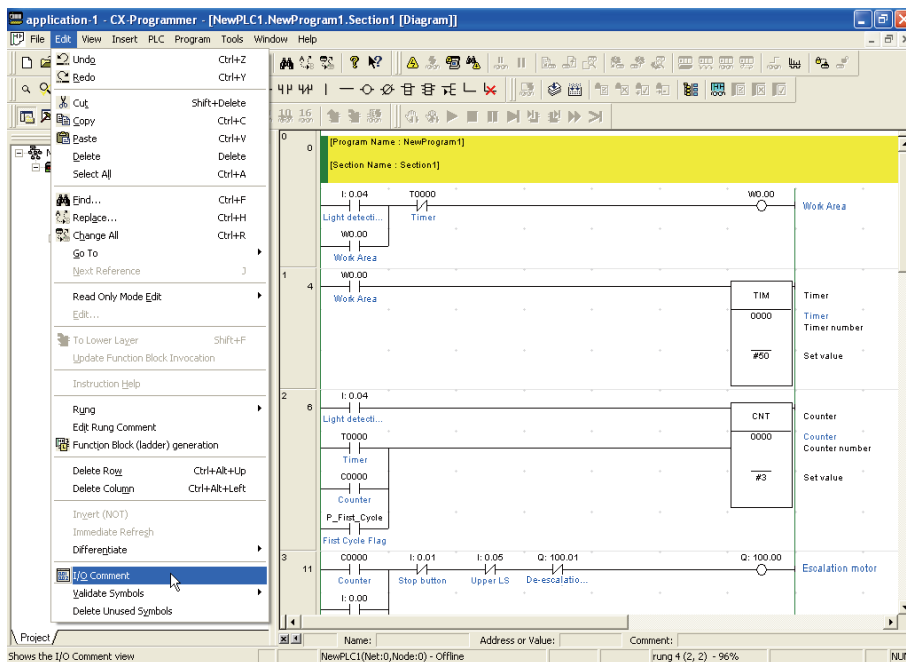 application-1 - CX-Programmer - [NewPLC1.NewProgram1.Section1 [Diagram]]
File Edit View Insert PLC Program Tools Window Help
Undo Ctrl+Z
Redo Ctrl+Y
Cut Shift+Delete
Copy Ctrl+C
Paste Ctrl+V
Delete Delete
Select All Ctrl+A
Find... Ctrl+F
Replace... Ctrl+H
Change All Ctrl+R
Go To
Next Reference J
Read Only Mode Edit
Edit...
To Lower Layer Shift+F
Update Function Block Invocation
Instruction Help
Rung
Edit Rung Comment
Function Block (ladder) generation
Delete Row Ctrl+Alt+Up
Delete Column Ctrl+Alt+Left
Invert (NOT)
Immediate Refresh
Differentiate
I/O Comment
Validate Symbols
Delete Unused Symbols
Project
10 16
0
0
[Program Name : NewProgram1]
[Section Name : Section1]
I: 0.04 T0000 W0.00
Light detecti... Timer Work Area
W0.00
Work Area
1
4
W0.00
Work Area
TIM Timer
0000 Timer
Timer number
#50 Set value
2
6
I: 0.04
Light detecti...
CNT Counter
T0000
Timer
0000 Counter
Counter number
C0000
Counter
#3 Set value
P_First_Cycle
First Cycle Flag
3
11
C0000 I: 0.01 I: 0.05 Q: 100.01 Q: 100.00
Counter Stop button Upper LS De-escalatio... Escalation motor
I: 0.00
Name: Address or Value: Comment:
Shows the I/O Comment view
NewPLC1(Net:0,Node:0) - Offline
rung 4 (2, 2) - 96%